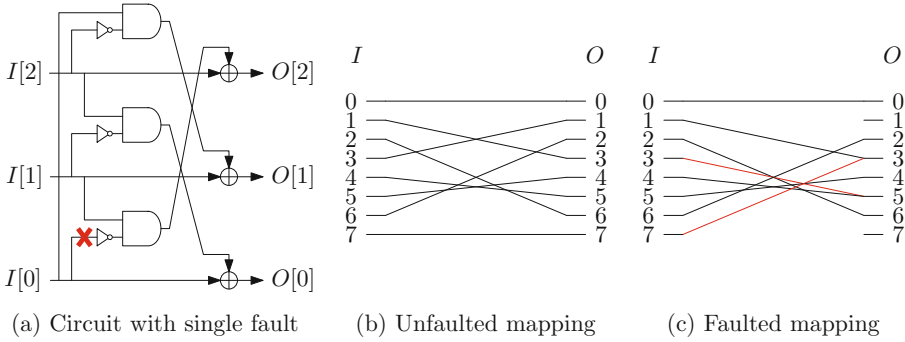 I[2]
O[2]
I[1]
O[1]
I[0]
O[0]
(a) Circuit with single fault
I O
0 0
1 1
2 2
3 3
4 4
5 5
6 6
7 7
(b) Unfaulted mapping
I O
0 0
1 1
2 2
3 3
4 4
5 5
6 6
7 7
(c) Faulted mapping